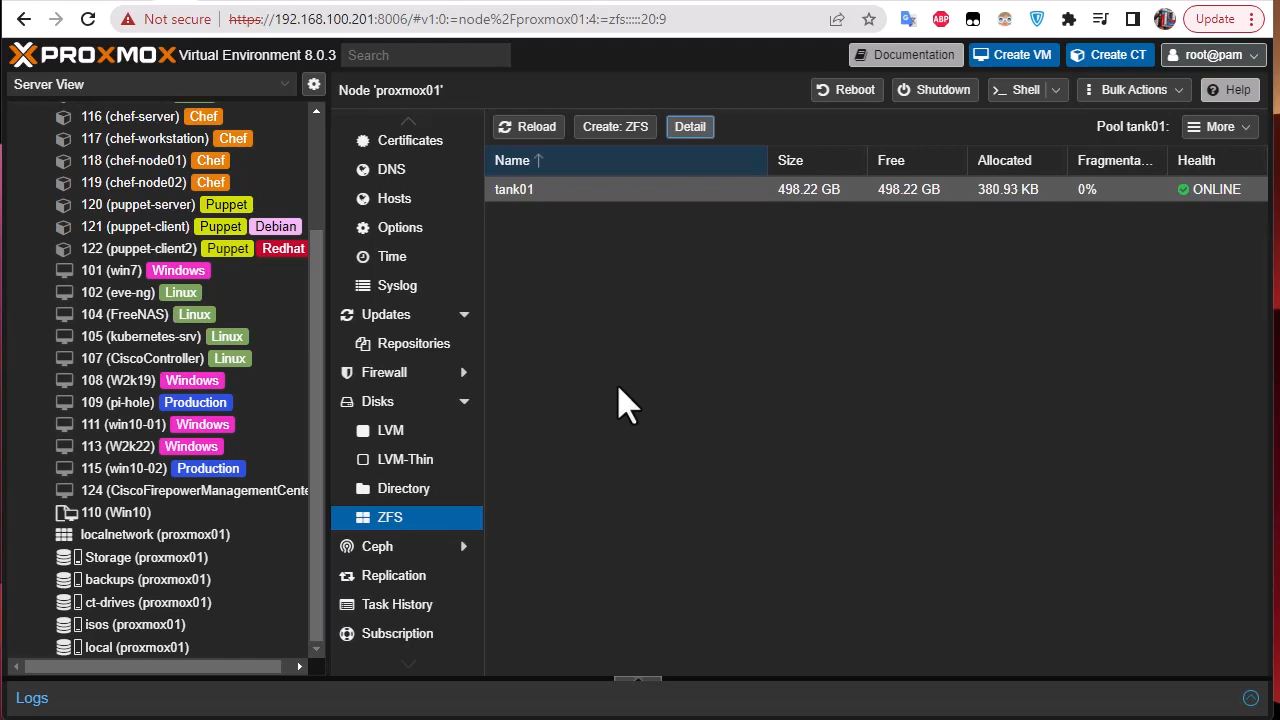 Not secure https://192.168.100.201:8006/#v1:0:=node%2Fproxmox01:4:=zfs:::::20:9 ABP Update
PROXMOX Virtual Environment 8.0.3 Search Documentation Create VM Create CT root@pam
Server View
Node 'proxmox01' Reboot Shutdown >_ Shell Bulk Actions Help
116 (chef-server) Chef
117 (chef-workstation) Chef
118 (chef-node01) Chef
119 (chef-node02) Chef
120 (puppet-server) Puppet
121 (puppet-client) Puppet Debian
122 (puppet-client2) Puppet Redhat
101 (win7) Windows
102 (eve-ng) Linux
104 (FreeNAS) Linux
105 (kubernetes-srv) Linux
107 (CiscoController) Linux
108 (W2k19) Windows
109 (pi-hole) Production
111 (win10-01) Windows
113 (W2k22) Windows
115 (win10-02) Production
124 (CiscoFirepowerManagementCente
110 (Win10)
localnetwork (proxmox01)
Storage (proxmox01)
backups (proxmox01)
ct-drives (proxmox01)
isos (proxmox01)
local (proxmox01)
Certificates
DNS
Hosts
Options
Time
Syslog
Updates
Repositories
Firewall
Disks
LVM
LVM-Thin
Directory
ZFS
Ceph
Replication
Task History
Subscription
Reload Create: ZFS Detail Pool tank01: More
Name Size Free Allocated Fragmenta... Health
tank01 498.22 GB 498.22 GB 380.93 KB 0% ONLINE
Logs